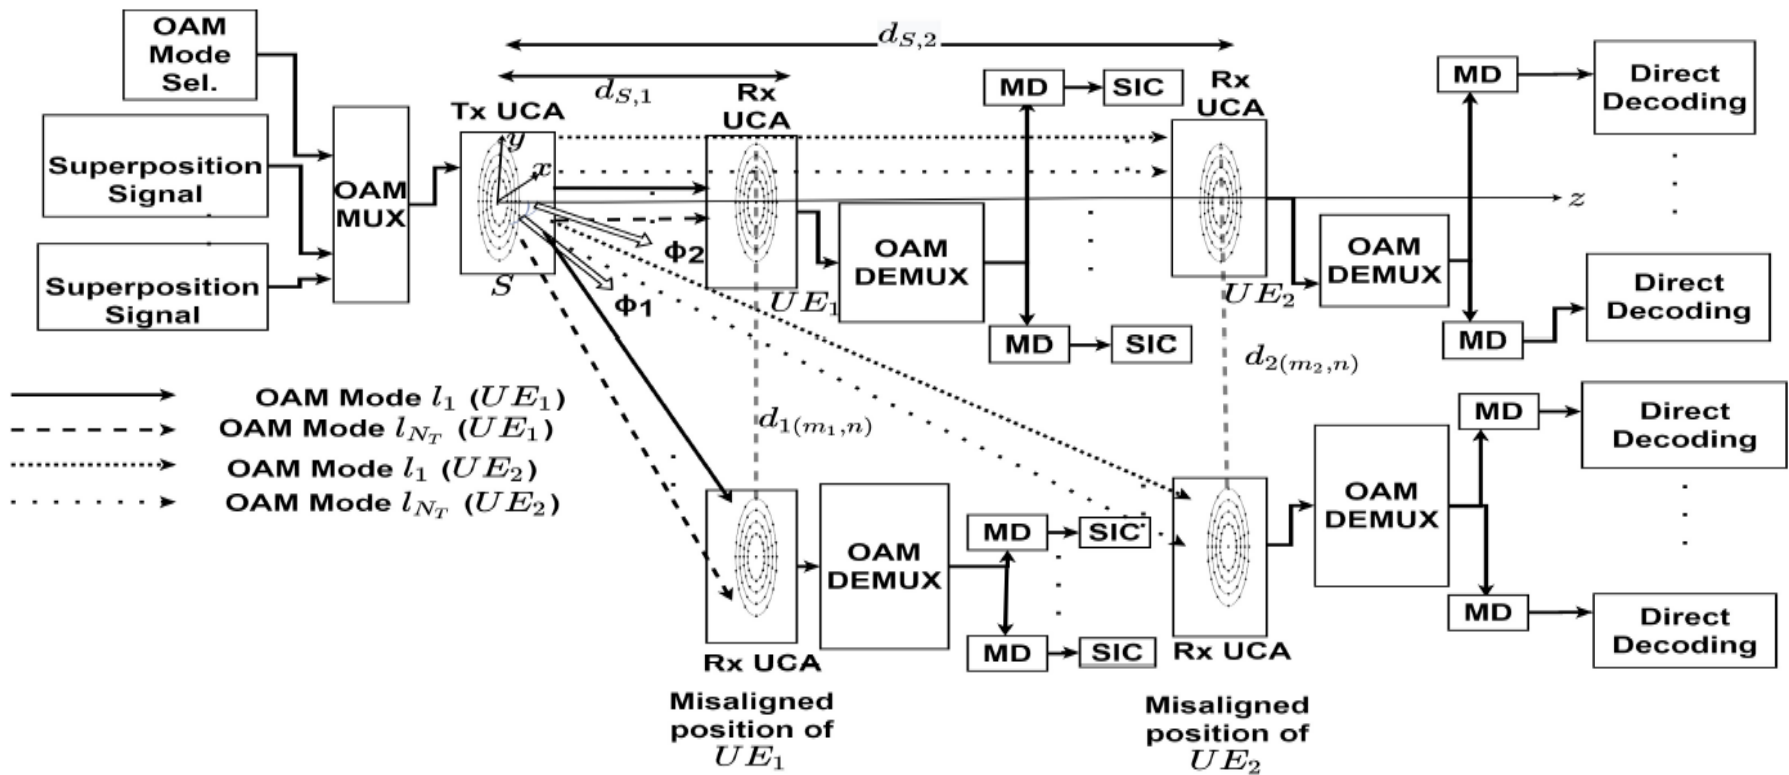 OAM
Mode
Sel.
Superposition
Signal
Superposition
Signal
OAM
MUX
Tx UCA
y
x
S
d_{S,1}
d_{S,2}
Rx
UCA
UE_1
Φ2
Φ1
OAM
DEMUX
MD
SIC
MD
SIC
Rx
UCA
UE_2
z
OAM
DEMUX
MD
Direct
Decoding
MD
Direct
Decoding
d_{1(m_1,n)}
d_{2(m_2,n)}
OAM Mode l_1 (UE_1)
OAM Mode l_{N_T} (UE_1)
OAM Mode l_1 (UE_2)
OAM Mode l_{N_T} (UE_2)
Rx UCA
Misaligned
position of
UE_1
OAM
DEMUX
MD
SIC
MD
SIC
Rx UCA
Misaligned
position of
UE_2
OAM
DEMUX
MD
Direct
Decoding
MD
Direct
Decoding